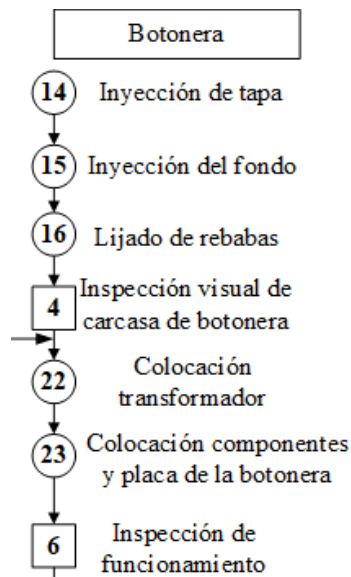 Botonera
14 Inyección de tapa
15 Inyección del fondo
16 Lijado de rebabas
4 Inspección visual de
carcasa de botonera
22 Colocación
transformador
23 Colocación componentes
y placa de la botonera
6 Inspección de
funcionamiento